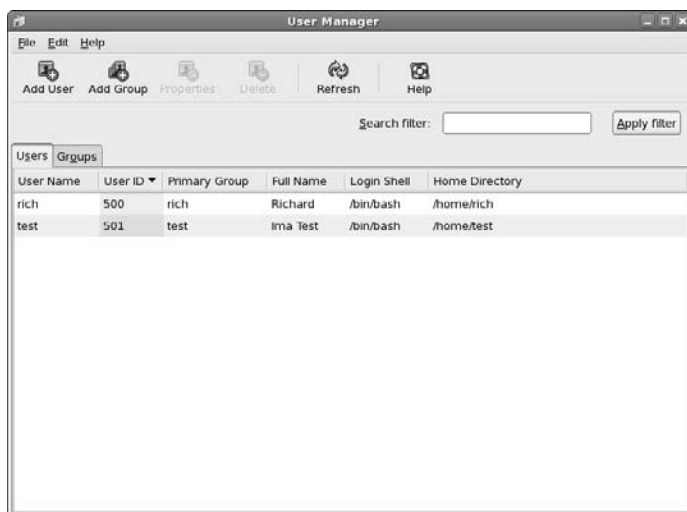 User Manager
File Edit Help
Add User Add Group Properties Delete Refresh Help
Search filter: Apply filter
Users Groups
User Name User ID Primary Group Full Name Login Shell Home Directory
rich 500 rich Richard /bin/bash /home/rich
test 501 test Ima Test /bin/bash /home/test